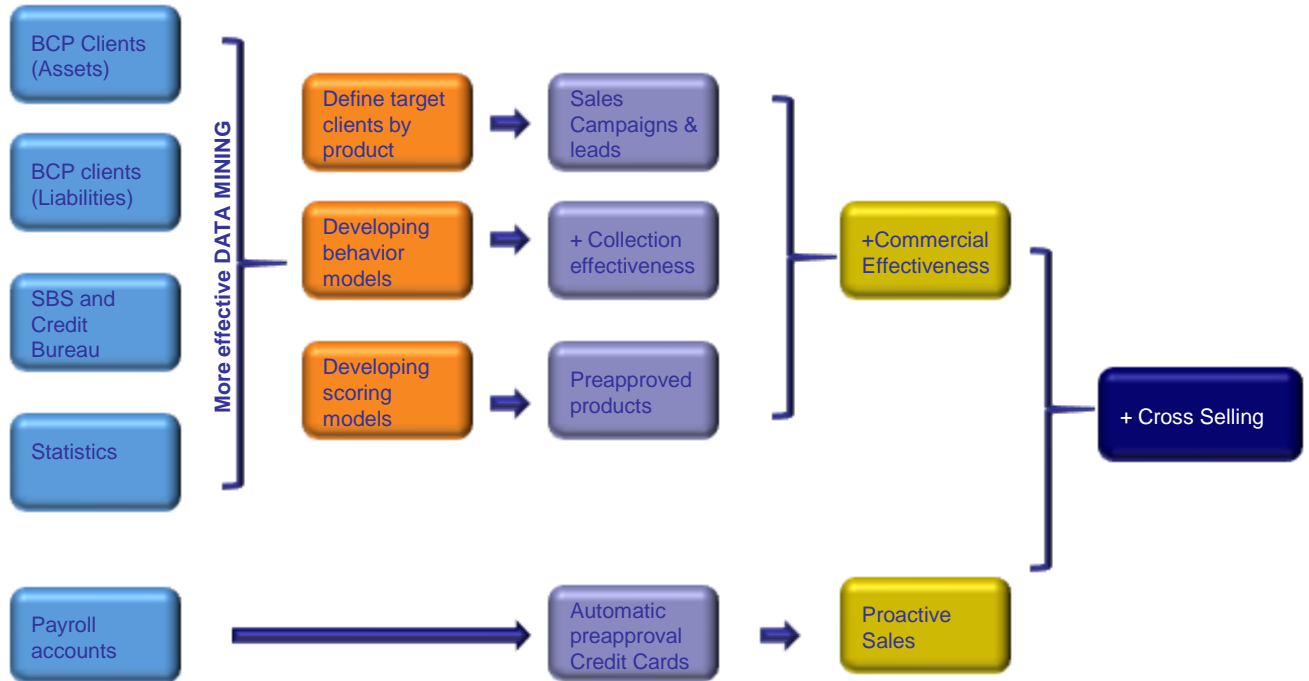 BCP Clients
(Assets)
BCP clients
(Liabilities)
SBS and
Credit
Bureau
Statistics
Payroll
accounts
More effective DATA MINING
Define target
clients by
product
Developing
behavior
models
Developing
scoring
models
Sales
Campaigns &
leads
+ Collection
effectiveness
Preapproved
products
Automatic
preapproval
Credit Cards
+Commercial
Effectiveness
Proactive
Sales
+ Cross Selling